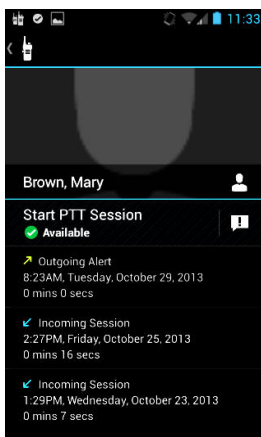 11:33
Brown, Mary
Start PTT Session
Available
Outgoing Alert
8:23AM, Tuesday, October 29, 2013
0 mins 0 secs
Incoming Session
2:27PM, Friday, October 25, 2013
0 mins 16 secs
Incoming Session
1:29PM, Wednesday, October 23, 2013
0 mins 7 secs